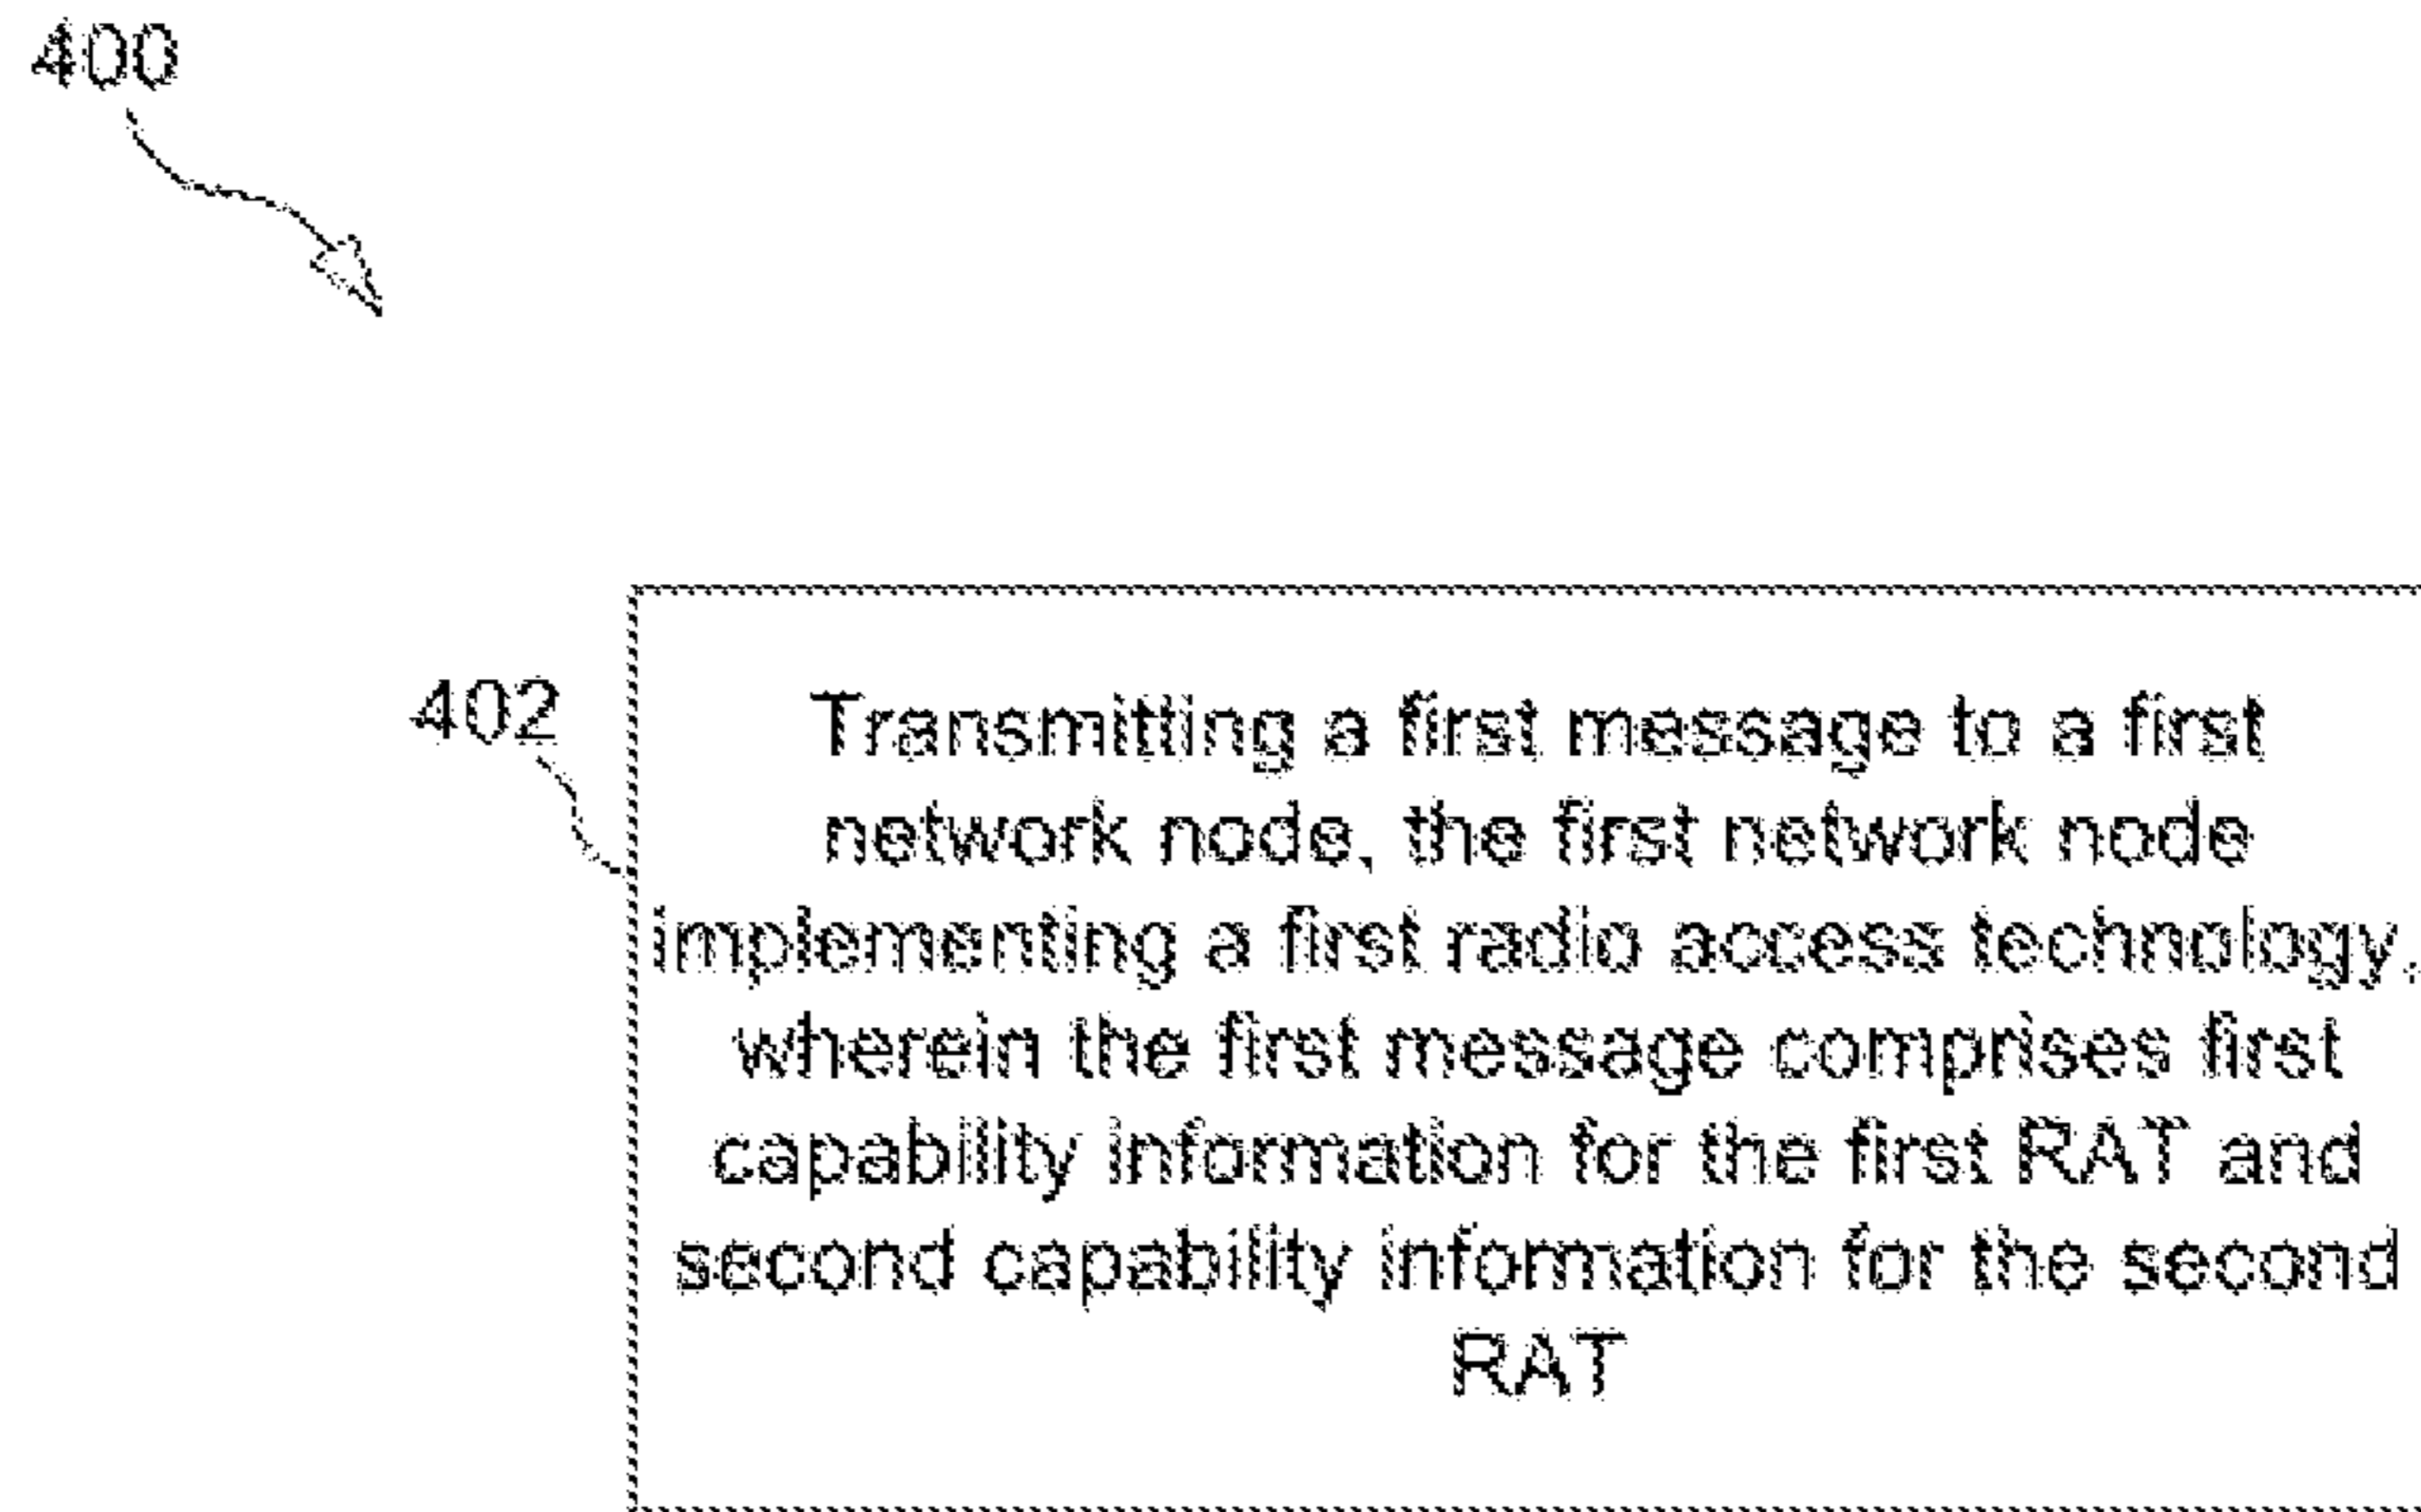 400
402
Transmitting a first message to a first
network node, the first network node
implementing a first radio access technology,
wherein the first message comprises first
capability information for the first RAT and
second capability information for the second
RAT